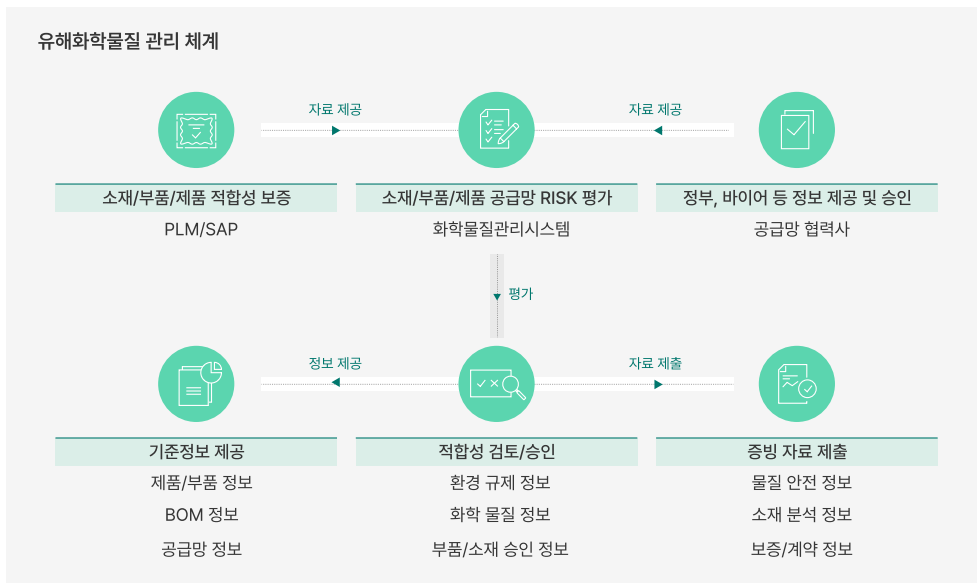 유해화학물질 관리 체계
자료 제공
자료 제공
소재/부품/제품 적합성 보증
소재/부품/제품 공급망 RISK 평가
정부, 바이어 등 정보 제공 및 승인
PLM/SAP
화학물질관리시스템
공급망 협력사
평가
정보 제공
자료 제출
기준정보 제공
적합성 검토/승인
증빙 자료 제출
제품/부품 정보
환경 규제 정보
물질 안전 정보
BOM 정보
화학 물질 정보
소재 분석 정보
공급망 정보
부품/소재 승인 정보
보증/계약 정보